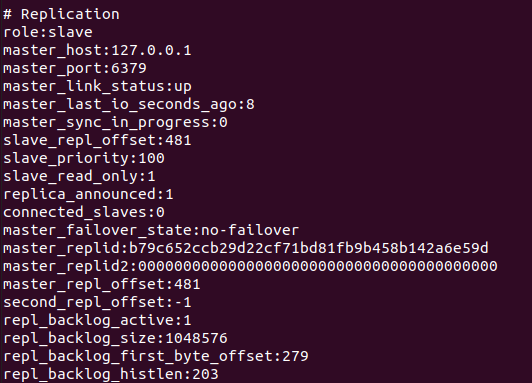 # Replication
role:slave
master_host:127.0.0.1
master_port:6379
master_link_status:up
master_last_io_seconds_ago:8
master_sync_in_progress:0
slave_repl_offset:481
slave_priority:100
slave_read_only:1
replica_announced:1
connected_slaves:0
master_failover_state:no-failover
master_replid:b79c652ccb29d22cf71bd81fb9b458b142a6e59d
master_replid2:0000000000000000000000000000000000000000
master_repl_offset:481
second_repl_offset:-1
repl_backlog_active:1
repl_backlog_size:1048576
repl_backlog_first_byte_offset:279
repl_backlog_histlen:203